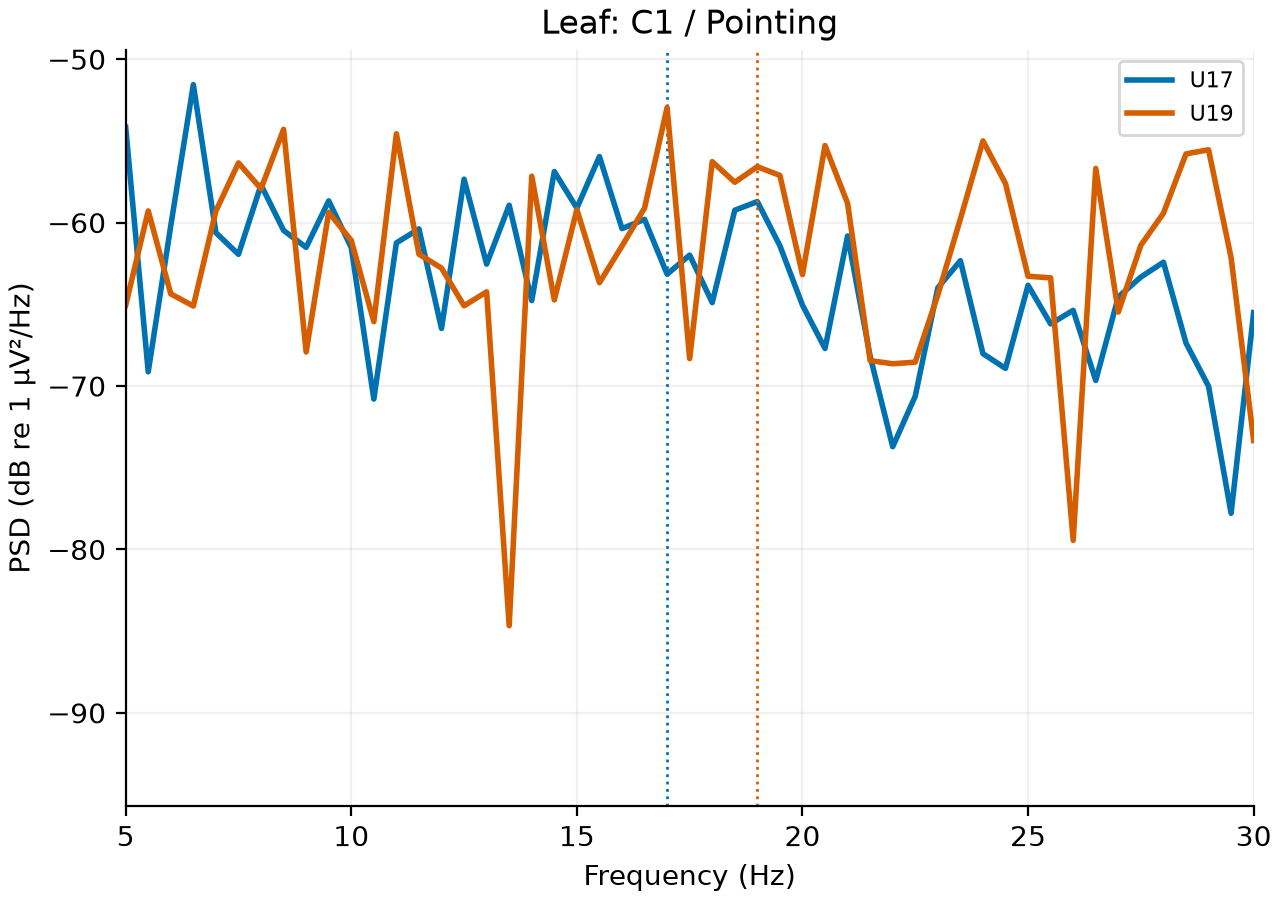 Leaf: C1 / Pointing
U17
U19
PSD (dB re 1 µV²/Hz)
−50
−60
−70
−80
−90
5
10
15
20
25
30
Frequency (Hz)